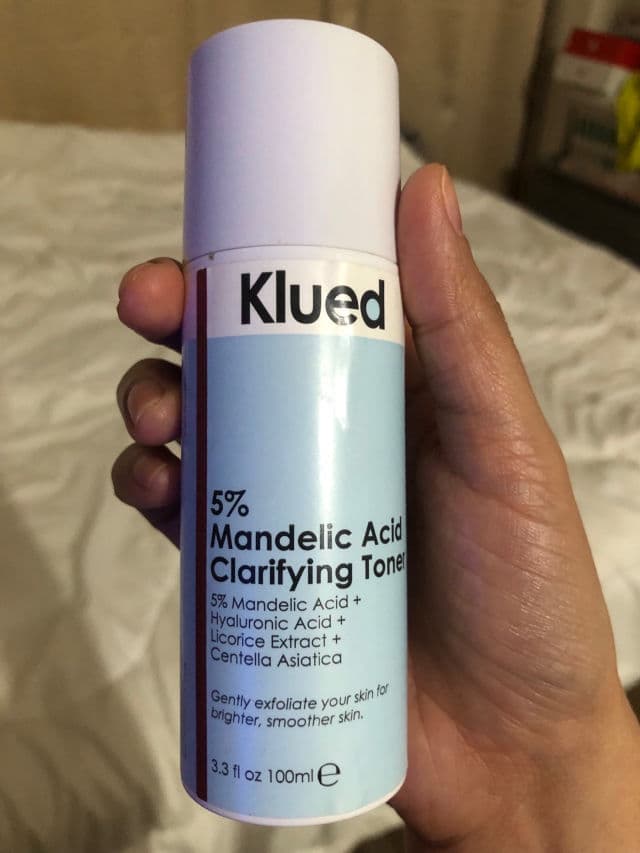 Klued
5%
Mandelic Acid
Clarifying Toner
5% Mandelic Acid +
Hyaluronic Acid +
Licorice Extract +
Centella Asiatica
Gently exfoliate your skin for
brighter, smoother skin.
3.3 fl oz 100ml e